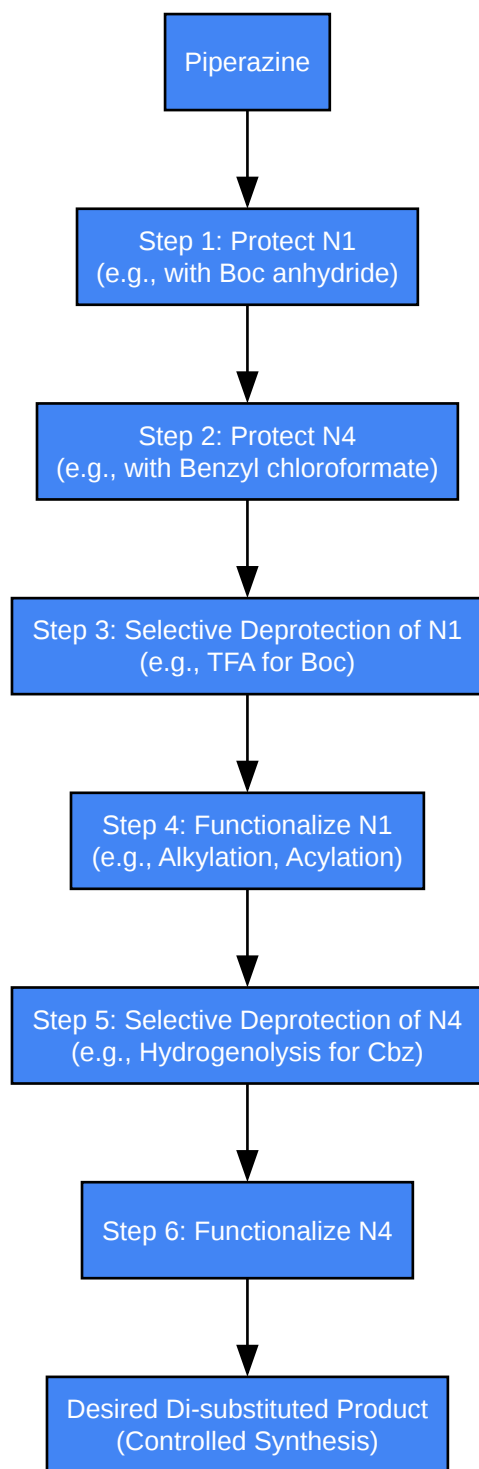 Piperazine
Step 1: Protect N1
(e.g., with Boc anhydride)
Step 2: Protect N4
(e.g., with Benzyl chloroformate)
Step 3: Selective Deprotection of N1
(e.g., TFA for Boc)
Step 4: Functionalize N1
(e.g., Alkylation, Acylation)
Step 5: Selective Deprotection of N4
(e.g., Hydrogenolysis for Cbz)
Step 6: Functionalize N4
Desired Di-substituted Product
(Controlled Synthesis)